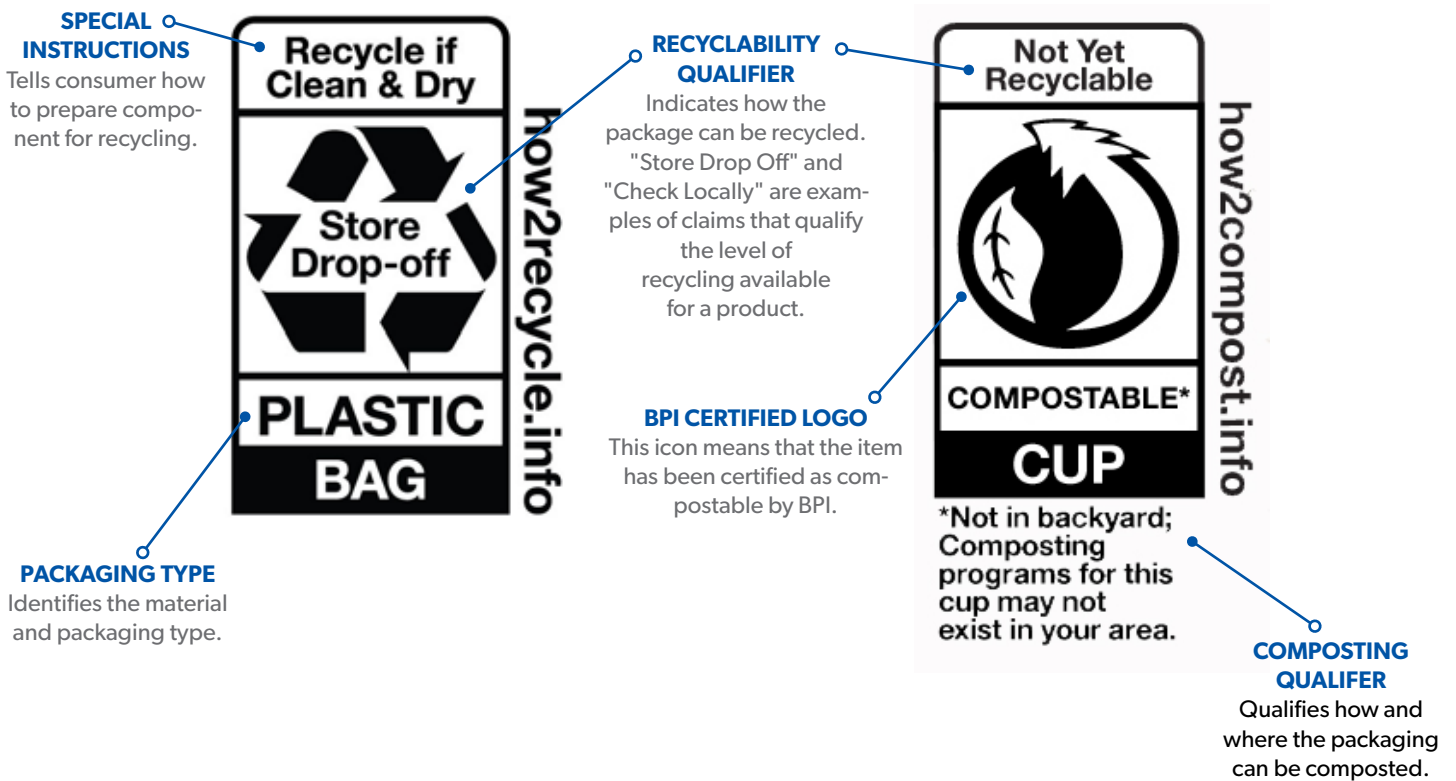 SPECIAL
INSTRUCTIONS
Tells consumer how
to prepare compo-
nent for recycling.
Recycle if
Clean & Dry
Store
Drop-off
PLASTIC
BAG
how2recycle.info
PACKAGING TYPE
Identifies the material
and packaging type.
RECYCLABILITY
QUALIFIER
Indicates how the
package can be recycled.
"Store Drop Off" and
"Check Locally" are exam-
ples of claims that qualify
the level of
recycling available
for a product.
BPI CERTIFIED LOGO
This icon means that the item
has been certified as com-
postable by BPI.
Not Yet
Recyclable
COMPOSTABLE*
CUP
how2compost.info
*Not in backyard;
Composting
programs for this
cup may not
exist in your area.
COMPOSTING
QUALIFER
Qualifies how and
where the packaging
can be composted.